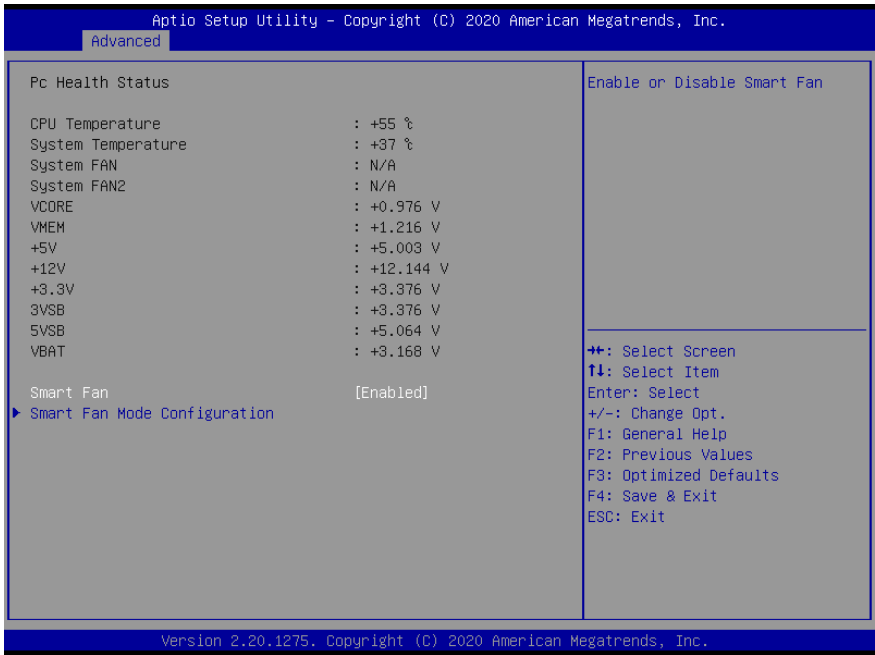 Aptio Setup Utility – Copyright (C) 2020 American Megatrends, Inc.
Advanced
Pc Health Status
CPU Temperature : +55 ℃
System Temperature : +37 ℃
System FAN : N/A
System FAN2 : N/A
VCORE : +0.976 V
VMEM : +1.216 V
+5V : +5.003 V
+12V : +12.144 V
+3.3V : +3.376 V
3VSB : +3.376 V
5VSB : +5.064 V
VBAT : +3.168 V
Smart Fan [Enabled]
Smart Fan Mode Configuration
Enable or Disable Smart Fan
→←: Select Screen
↑↓: Select Item
Enter: Select
+/-: Change Opt.
F1: General Help
F2: Previous Values
F3: Optimized Defaults
F4: Save & Exit
ESC: Exit
Version 2.20.1275. Copyright (C) 2020 American Megatrends, Inc.